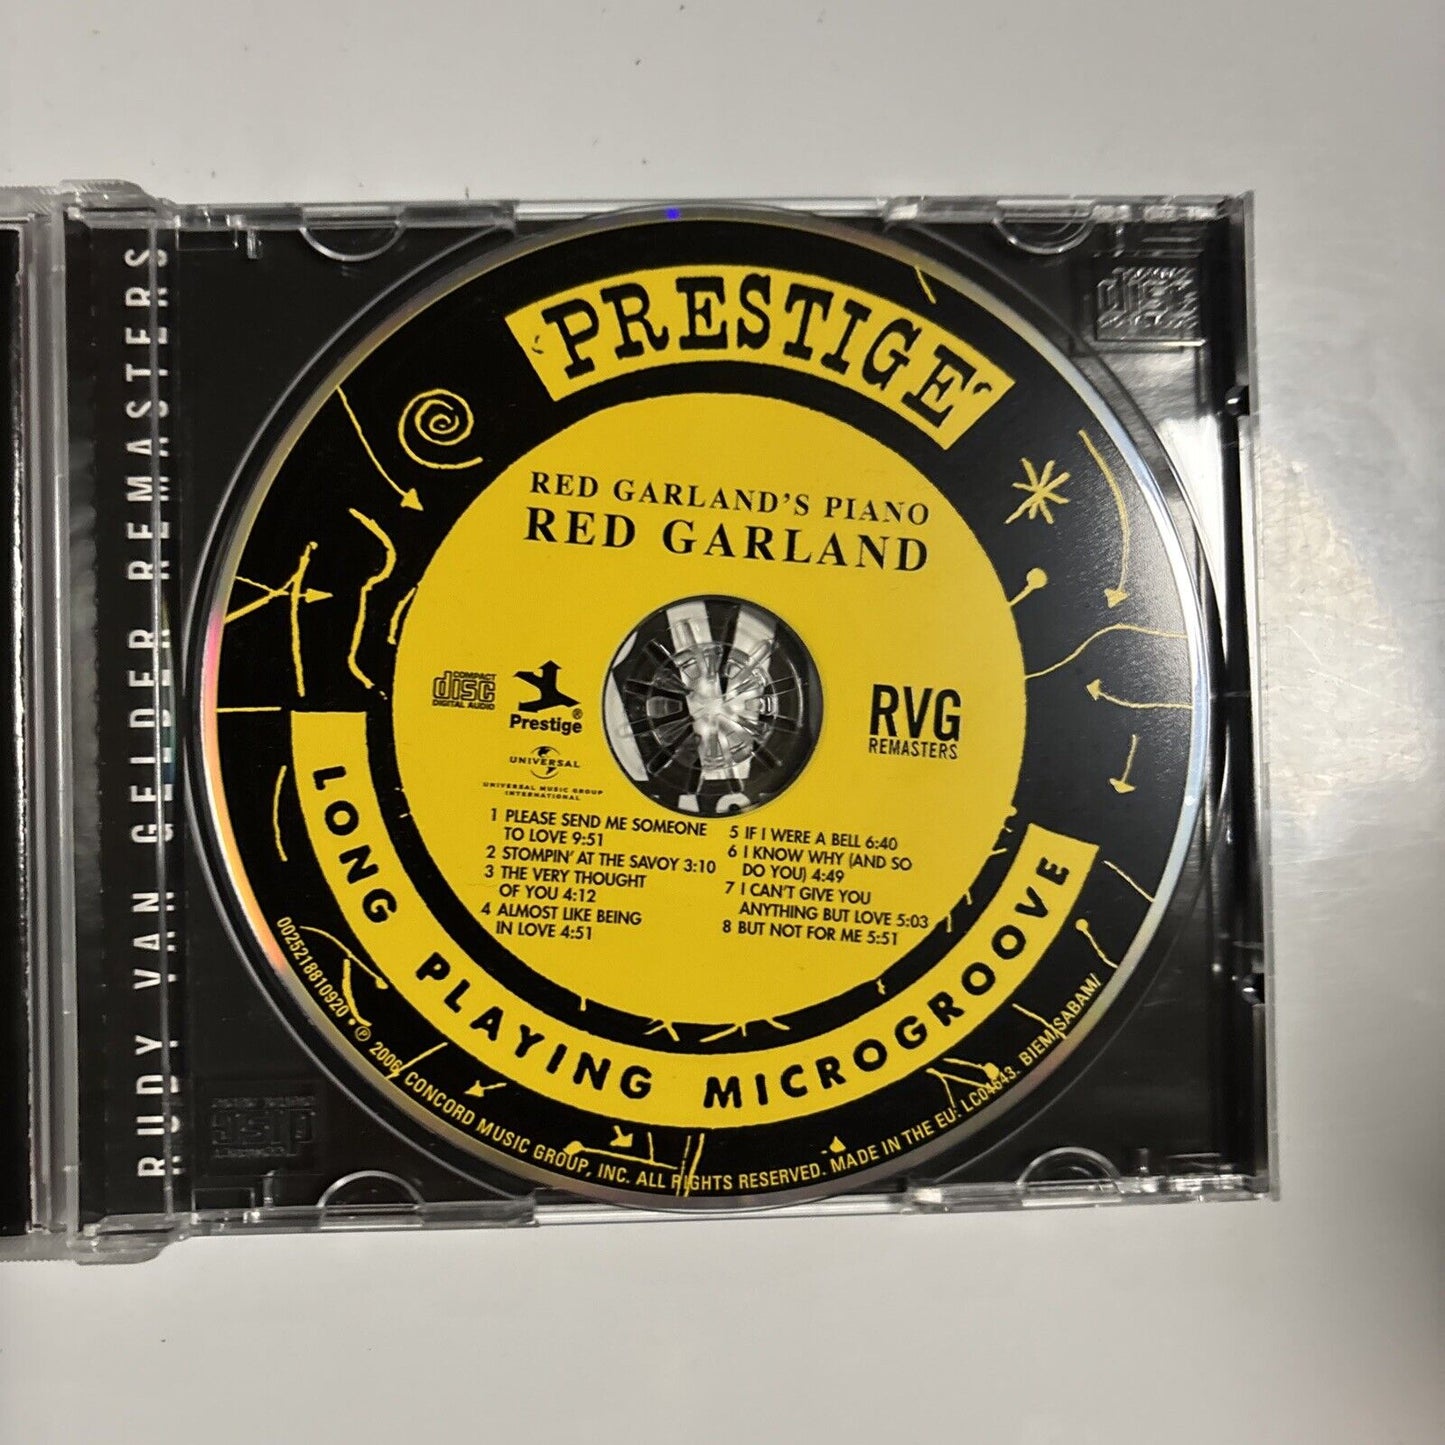 RUDY VAN GELDER REMASTERS
PRESTIGE
RED GARLAND'S PIANO
RED GARLAND
COMPACT
disc
DIGITAL AUDIO
Prestige®
UNIVERSAL
UNIVERSAL MUSIC GROUP
INTERNATIONAL
RVG
REMASTERS
1 PLEASE SEND ME SOMEONE
TO LOVE 9:51
2 STOMPIN' AT THE SAVOY 3:10
3 THE VERY THOUGHT
OF YOU 4:12
4 ALMOST LIKE BEING
IN LOVE 4:51
5 IF I WERE A BELL 6:40
6 I KNOW WHY (AND SO
DO YOU) 4:49
7 I CAN'T GIVE YOU
ANYTHING BUT LOVE 5:03
8 BUT NOT FOR ME 5:51
LONG PLAYING MICROGROOVE
0025218810920 • ℗ 2006, CONCORD MUSIC GROUP, INC. ALL RIGHTS RESERVED. MADE IN THE EU. LC04643. BIEM/SABAM/